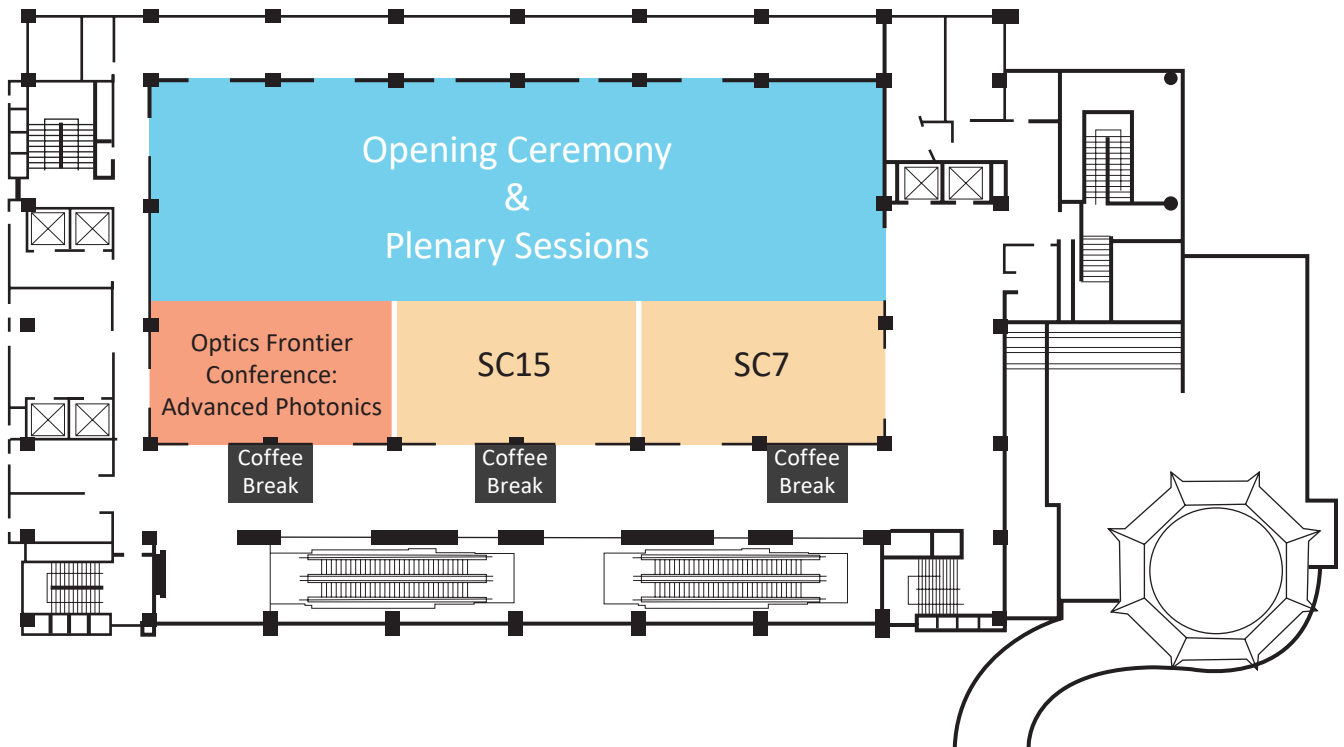 Opening Ceremony
&
Plenary Sessions
Optics Frontier
Conference:
Advanced Photonics
SC15
SC7
Coffee
Break
Coffee
Break
Coffee
Break